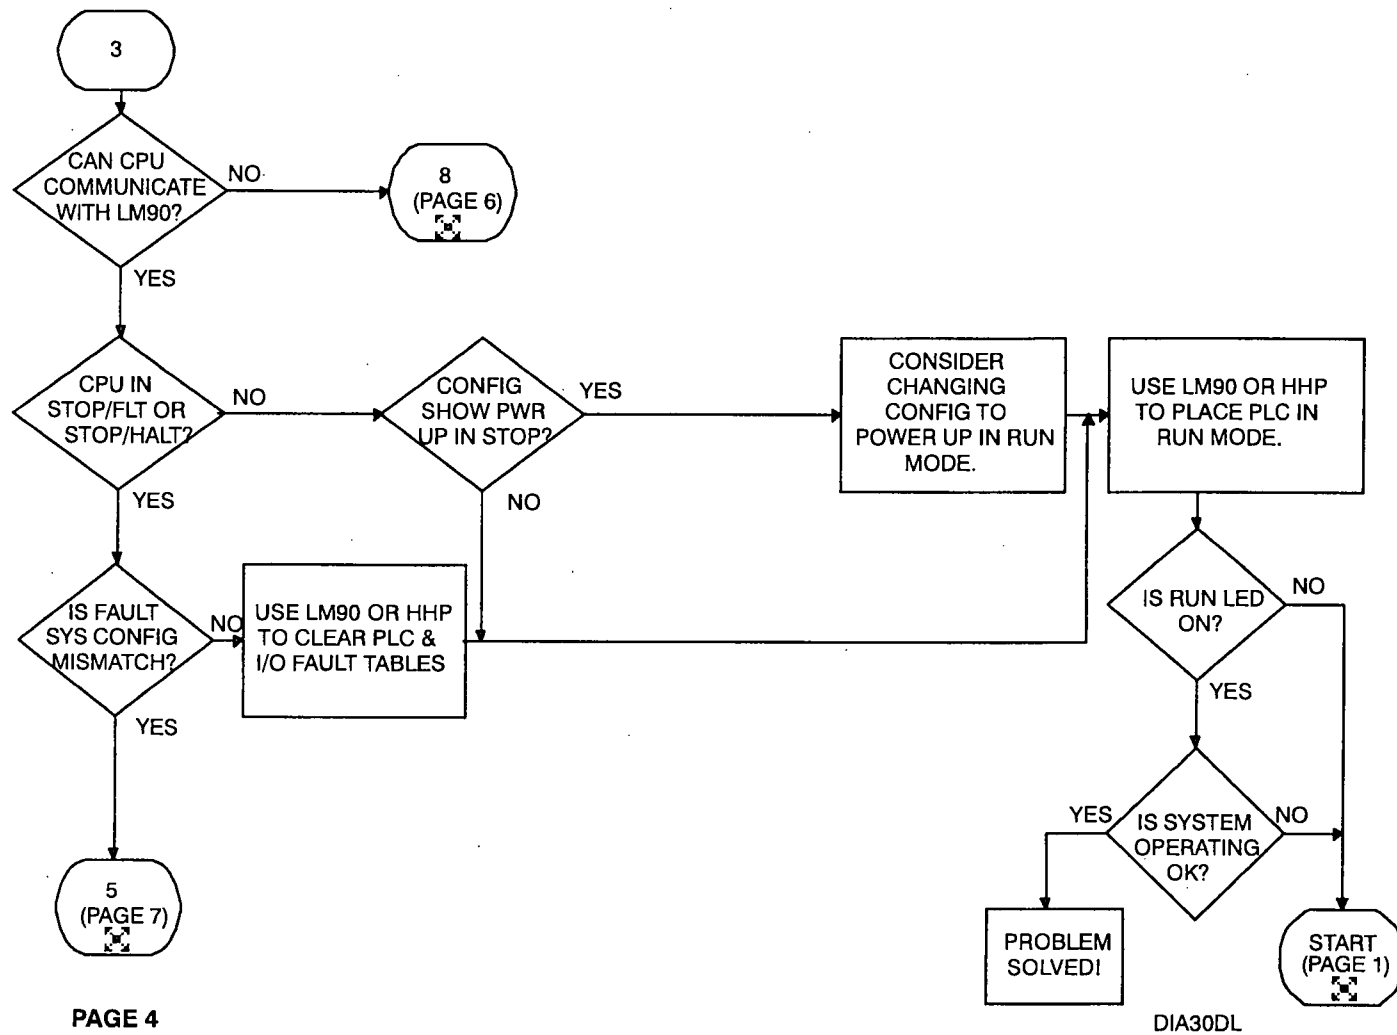 3
CAN CPU
COMMUNICATE
WITH LM90?
NO
8
(PAGE 6)
YES
CPU IN
STOP/FLT OR
STOP/HALT?
NO
CONFIG
SHOW PWR
UP IN STOP?
YES
CONSIDER
CHANGING
CONFIG TO
POWER UP IN RUN
MODE.
USE LM90 OR HHP
TO PLACE PLC IN
RUN MODE.
YES
NO
IS FAULT
SYS CONFIG
MISMATCH?
NO
USE LM90 OR HHP
TO CLEAR PLC &
I/O FAULT TABLES
IS RUN LED
ON?
NO
YES
YES
IS SYSTEM
OPERATING
OK?
YES
NO
5
(PAGE 7)
PROBLEM
SOLVED!
START
(PAGE 1)
PAGE 4
DIA30DL